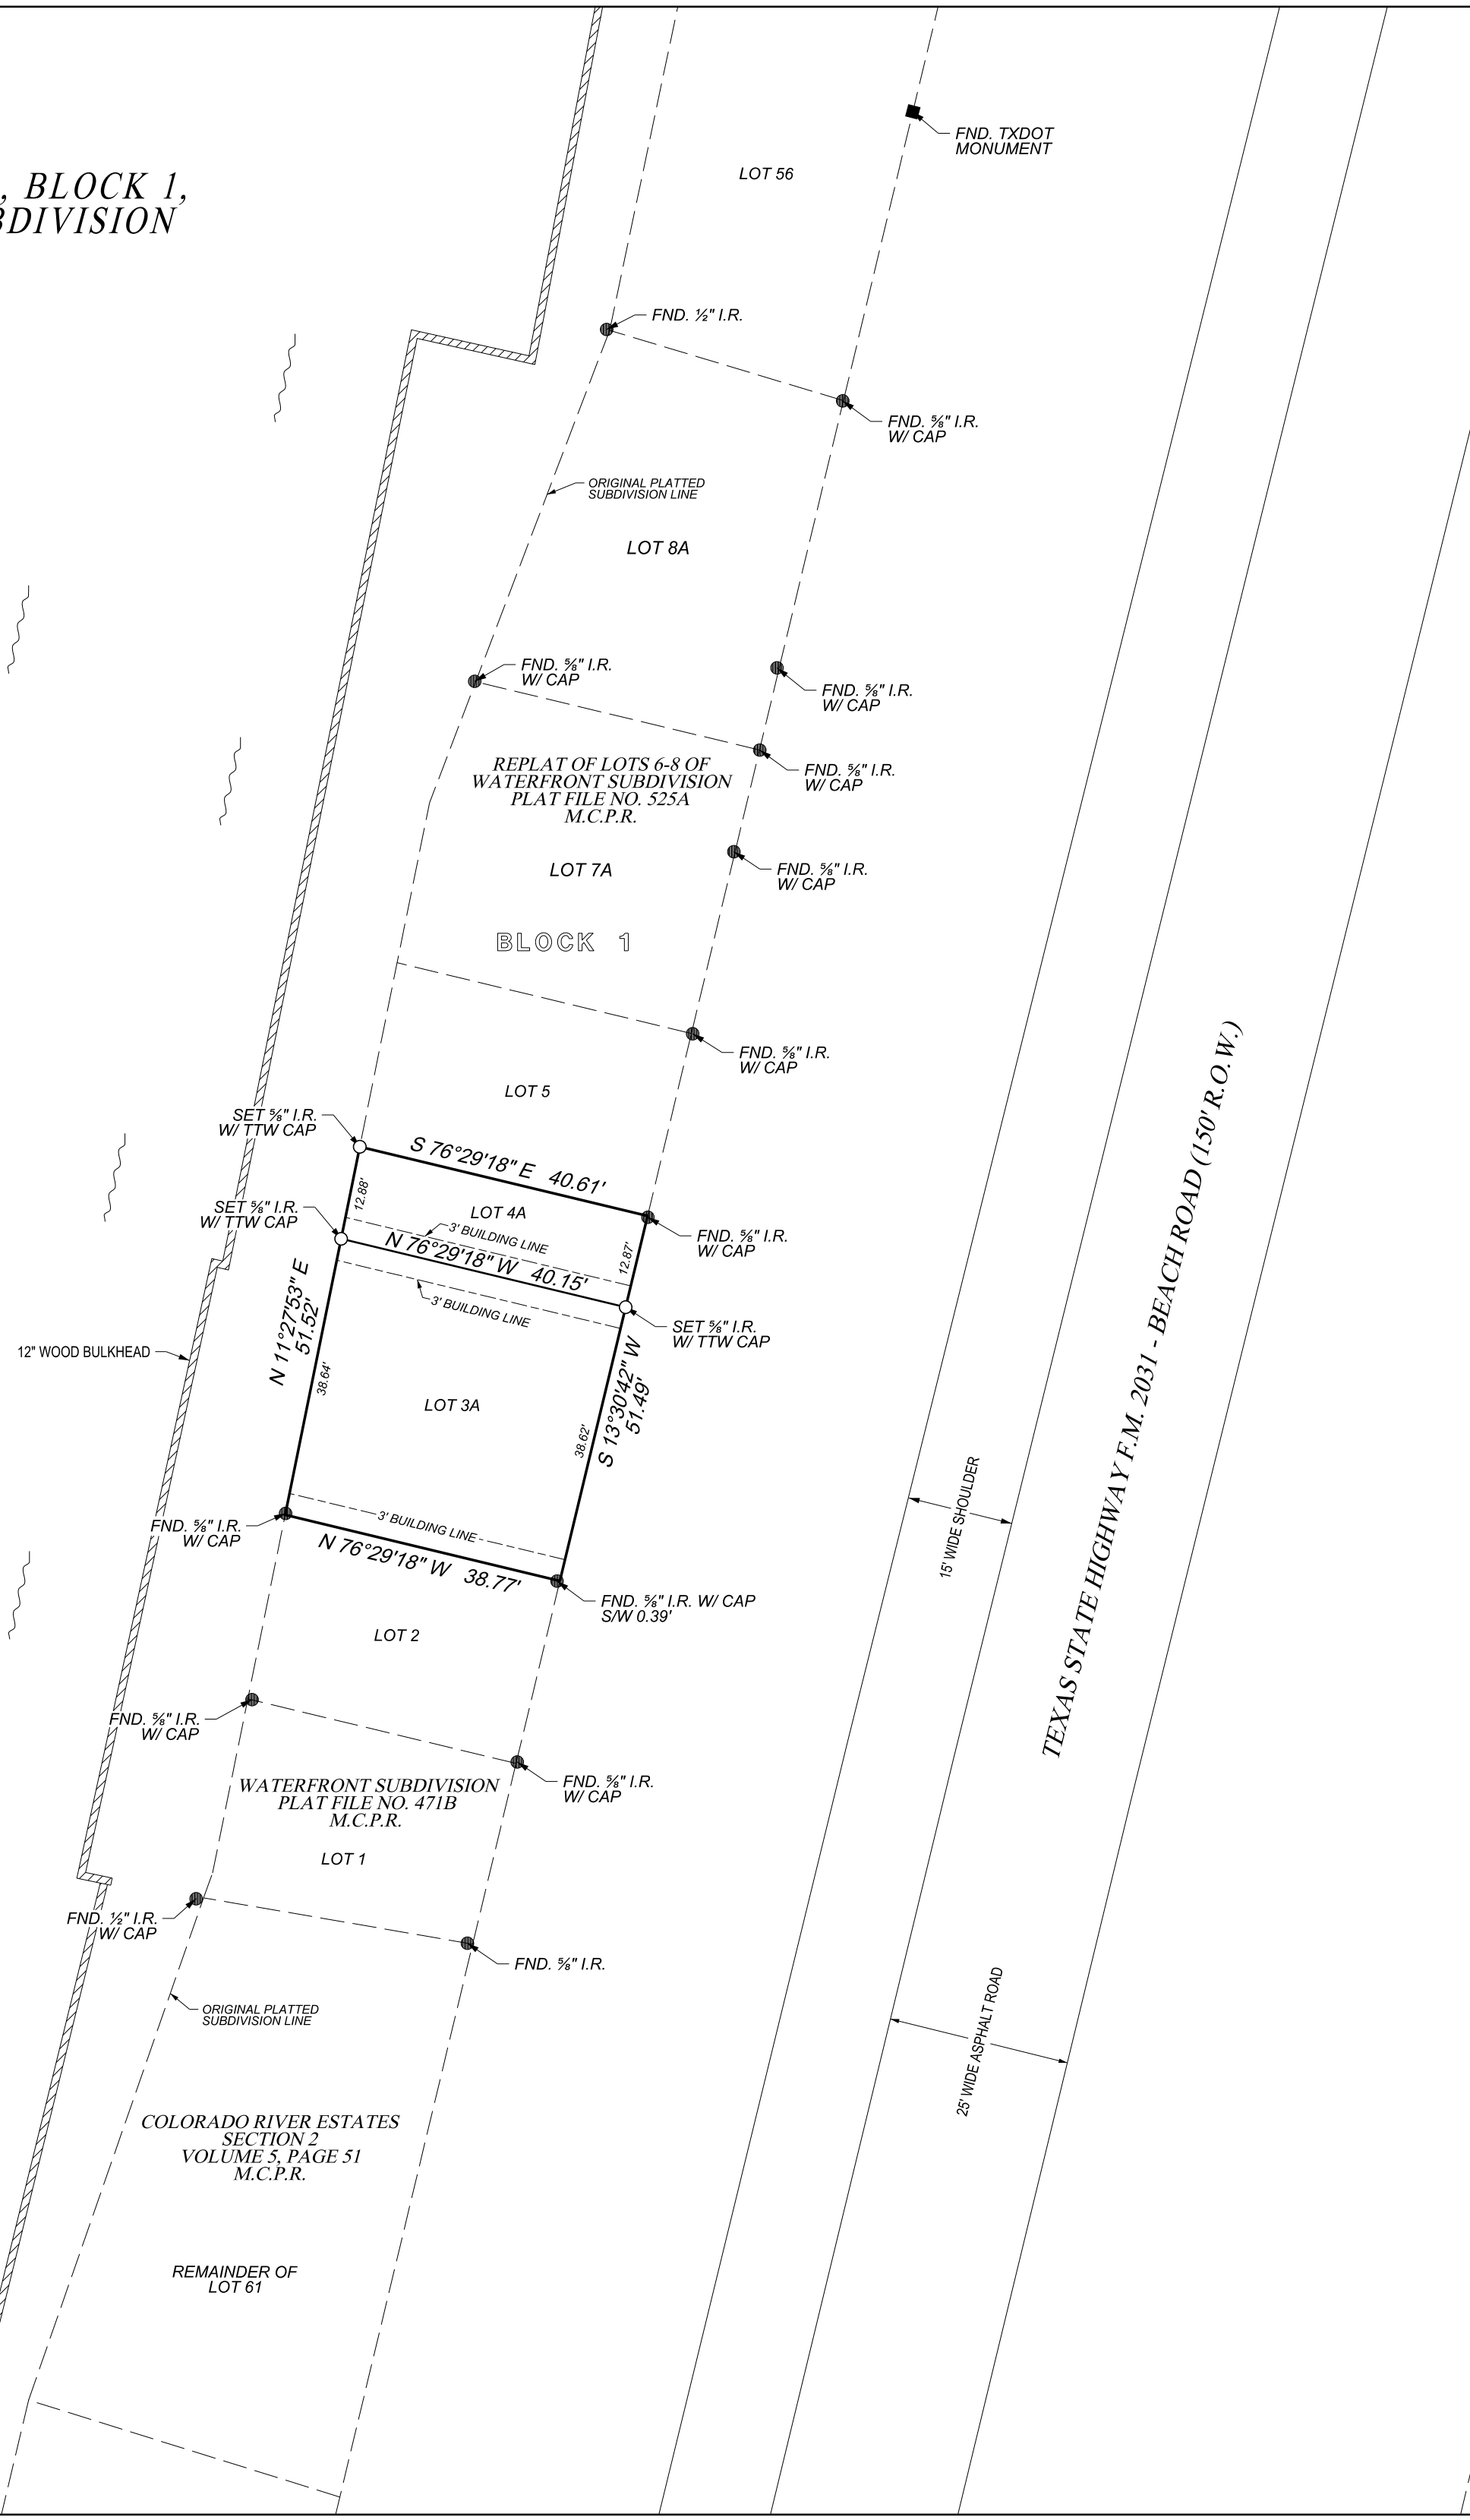 , BLOCK 1,
BDIVISION
FND. TXDOT
MONUMENT
LOT 56
FND. ½" I.R.
FND. ⅝" I.R.
W/ CAP
ORIGINAL PLATTED
SUBDIVISION LINE
LOT 8A
FND. ⅝" I.R.
W/ CAP
FND. ⅝" I.R.
W/ CAP
REPLAT OF LOTS 6-8 OF
WATERFRONT SUBDIVISION
PLAT FILE NO. 525A
M.C.P.R.
FND. ⅝" I.R.
W/ CAP
LOT 7A
FND. ⅝" I.R.
W/ CAP
BLOCK 1
FND. ⅝" I.R.
W/ CAP
LOT 5
SET ⅝" I.R.
W/ TTW CAP
S 76°29'18" E 40.61'
12.88'
LOT 4A
SET ⅝" I.R.
W/ TTW CAP
3' BUILDING LINE
FND. ⅝" I.R.
W/ CAP
12.87'
N 76°29'18" W 40.15'
3' BUILDING LINE
SET ⅝" I.R.
W/ TTW CAP
N 11°27'53" E
51.52'
12" WOOD BULKHEAD
38.64'
LOT 3A
S 13°30'42" W
51.49'
38.62'
TEXAS STATE HIGHWAY F.M. 2031 - BEACH ROAD (150' R.O.W.)
15' WIDE SHOULDER
3' BUILDING LINE
FND. ⅝" I.R.
W/ CAP
N 76°29'18" W 38.77'
FND. ⅝" I.R. W/ CAP
S/W 0.39'
LOT 2
FND. ⅝" I.R.
W/ CAP
FND. ⅝" I.R.
W/ CAP
WATERFRONT SUBDIVISION
PLAT FILE NO. 471B
M.C.P.R.
LOT 1
FND. ½" I.R.
W/ CAP
FND. ⅝" I.R.
ORIGINAL PLATTED
SUBDIVISION LINE
25' WIDE ASPHALT ROAD
COLORADO RIVER ESTATES
SECTION 2
VOLUME 5, PAGE 51
M.C.P.R.
REMAINDER OF
LOT 61